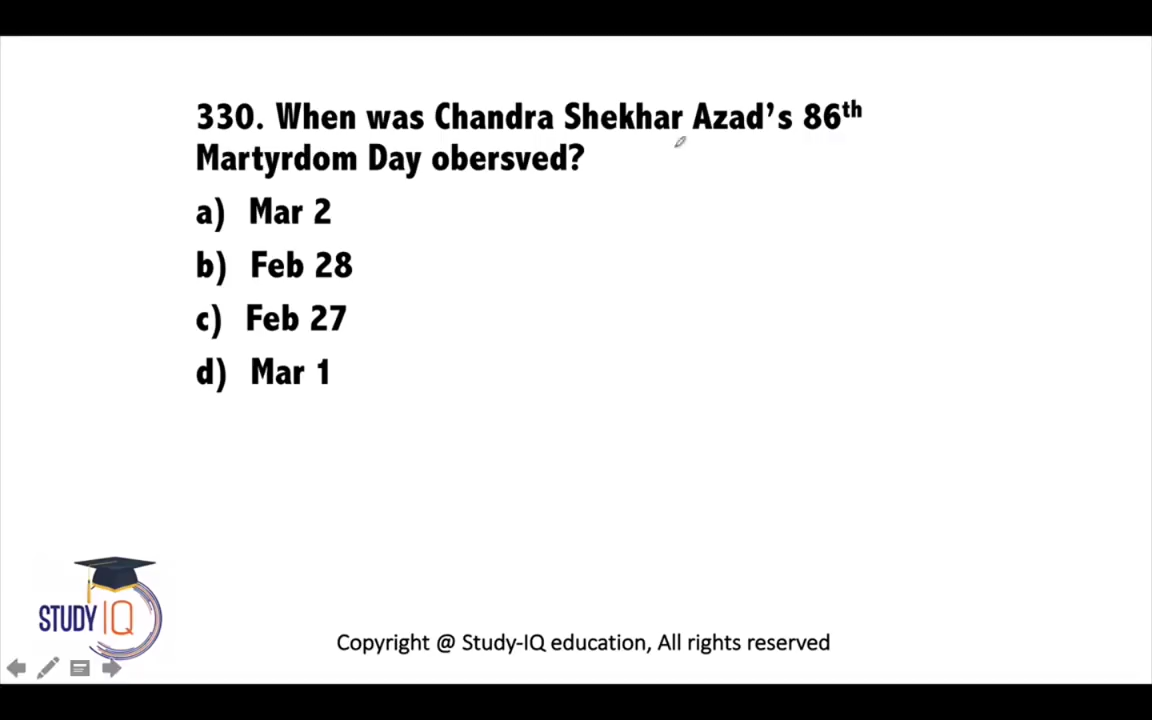 330. When was Chandra Shekhar Azad's 86th
Martyrdom Day obersved?
a) Mar 2
b) Feb 28
c) Feb 27
d) Mar 1
STUDY IQ
Copyright @ Study-IQ education, All rights reserved